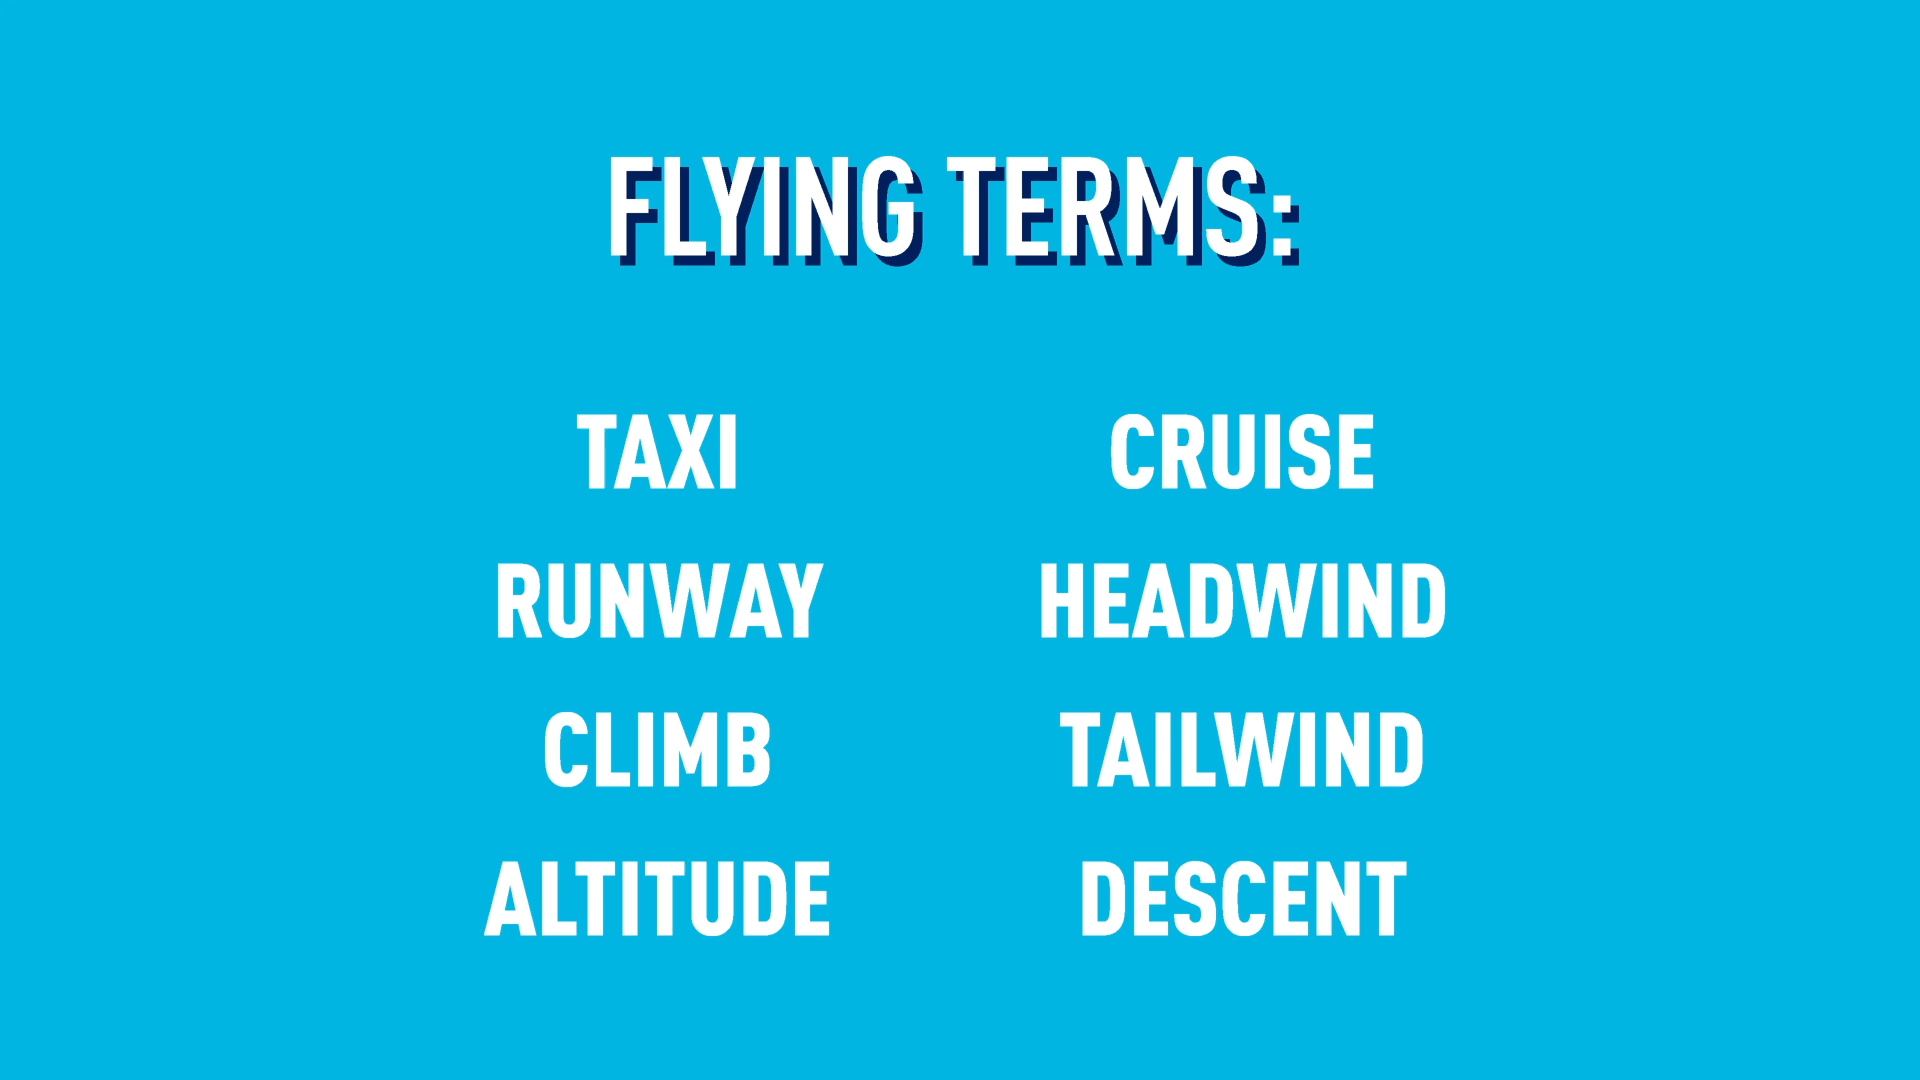 FLYING TERMS:
TAXI
RUNWAY
CLIMB
ALTITUDE
CRUISE
HEADWIND
TAILWIND
DESCENT